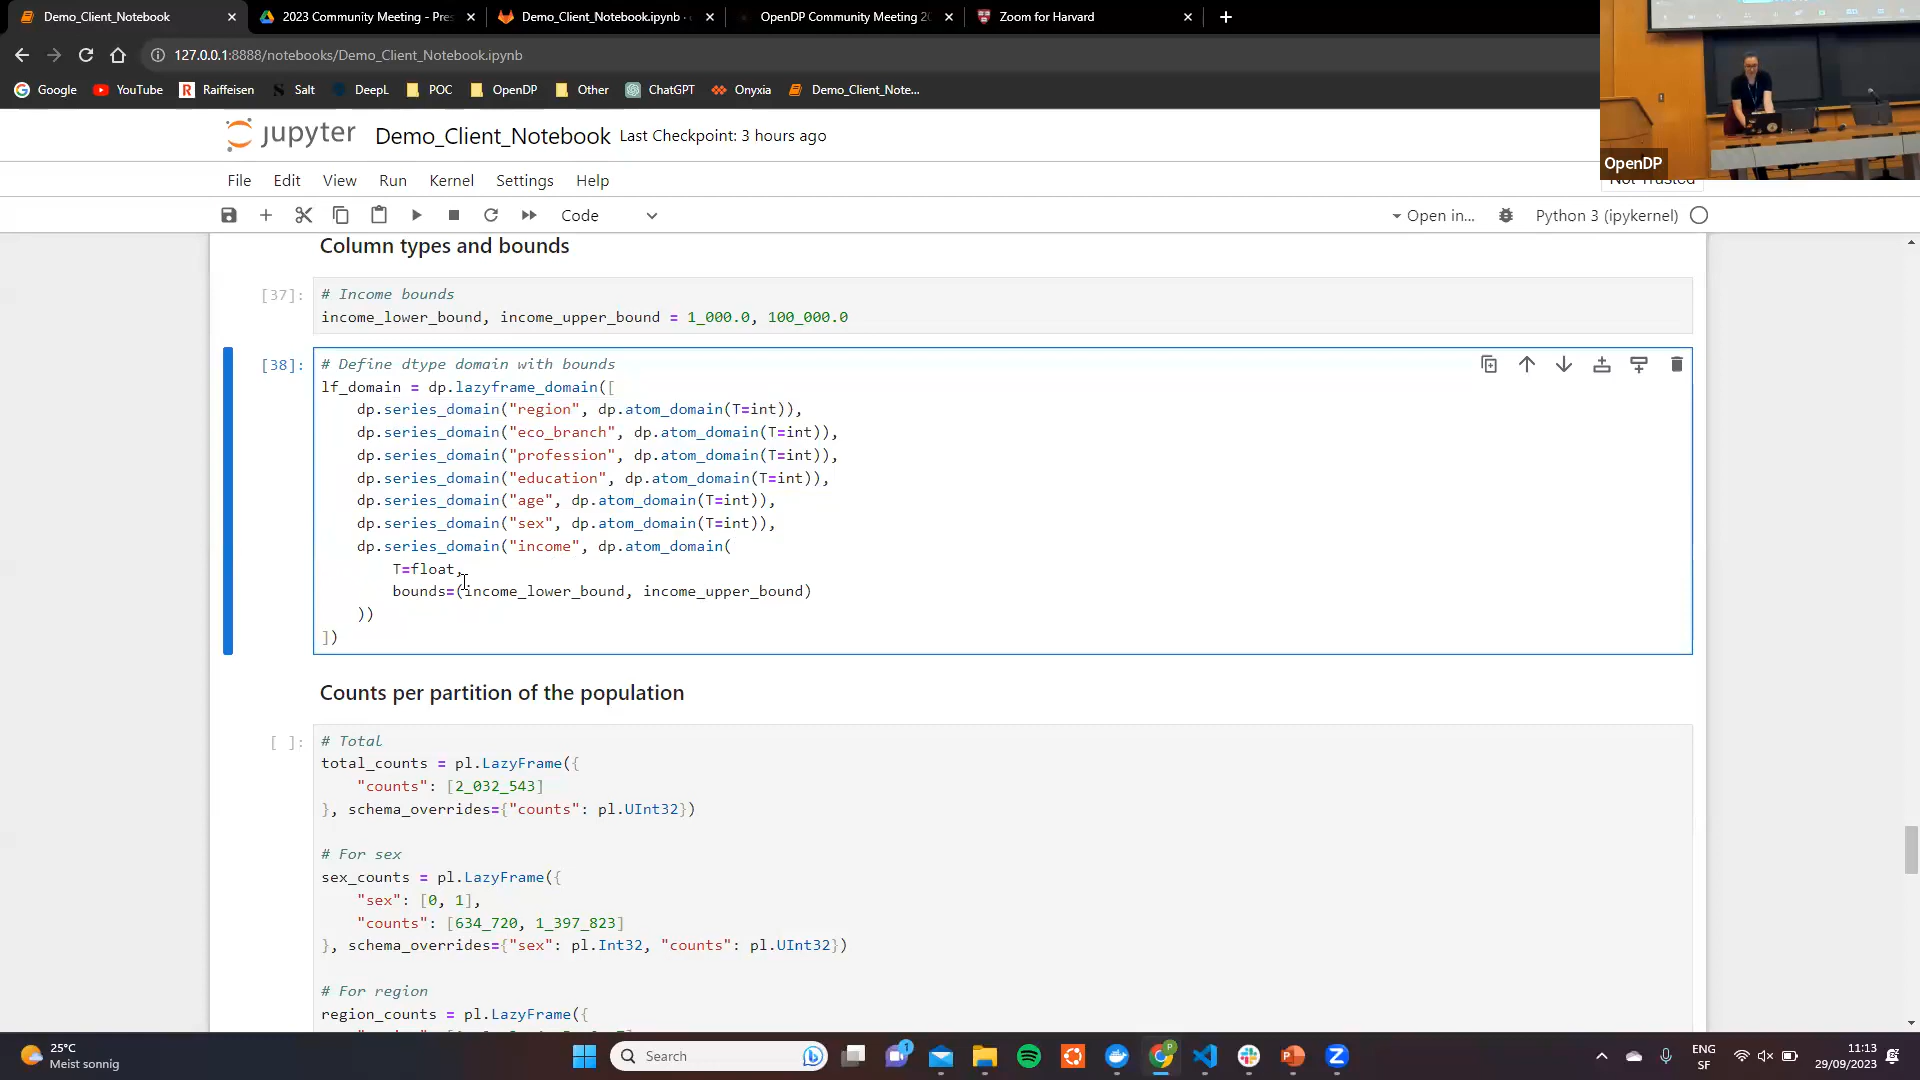 Demo_Client_Notebook
2023 Community Meeting - Pres
Demo_Client_Notebook.ipynb ·
OpenDP Community Meeting 20
Zoom for Harvard
127.0.0.1:8888/notebooks/Demo_Client_Notebook.ipynb
Google
YouTube
Raiffeisen
Salt
DeepL
POC
OpenDP
Other
ChatGPT
Onyxia
Demo_Client_Note...
OpenDP
jupyter
Demo_Client_Notebook Last Checkpoint: 3 hours ago
Not Trusted
File Edit View Run Kernel Settings Help
Code
Open in...
Python 3 (ipykernel)
Column types and bounds
[37]:
# Income bounds
income_lower_bound, income_upper_bound = 1_000.0, 100_000.0
[38]:
# Define dtype domain with bounds
lf_domain = dp.lazyframe_domain([
dp.series_domain("region", dp.atom_domain(T=int)),
dp.series_domain("eco_branch", dp.atom_domain(T=int)),
dp.series_domain("profession", dp.atom_domain(T=int)),
dp.series_domain("education", dp.atom_domain(T=int)),
dp.series_domain("age", dp.atom_domain(T=int)),
dp.series_domain("sex", dp.atom_domain(T=int)),
dp.series_domain("income", dp.atom_domain(
T=float,
bounds=(income_lower_bound, income_upper_bound)
))
])
Counts per partition of the population
[ ]:
# Total
total_counts = pl.LazyFrame({
"counts": [2_032_543]
}, schema_overrides={"counts": pl.UInt32})
# For sex
sex_counts = pl.LazyFrame({
"sex": [0, 1],
"counts": [634_720, 1_397_823]
}, schema_overrides={"sex": pl.Int32, "counts": pl.UInt32})
# For region
region_counts = pl.LazyFrame({
25°C
Meist sonnig
Search
1
P
ENG
SF
11:13
29/09/2023